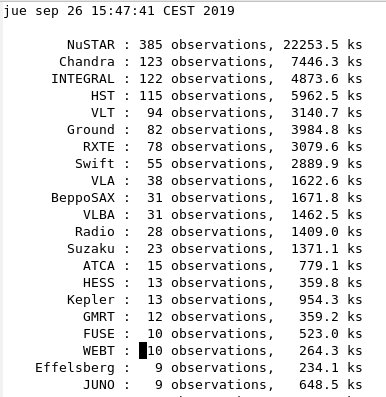 jue sep 26 15:47:41 CEST 2019
NuSTAR : 385 observations, 22253.5 ks
Chandra : 123 observations, 7446.3 ks
INTEGRAL : 122 observations, 4873.6 ks
HST : 115 observations, 5962.5 ks
VLT : 94 observations, 3140.7 ks
Ground : 82 observations, 3984.8 ks
RXTE : 78 observations, 3079.6 ks
Swift : 55 observations, 2889.9 ks
VLA : 38 observations, 1622.6 ks
BeppoSAX : 31 observations, 1671.8 ks
VLBA : 31 observations, 1462.5 ks
Radio : 28 observations, 1409.0 ks
Suzaku : 23 observations, 1371.1 ks
ATCA : 15 observations, 779.1 ks
HESS : 13 observations, 359.8 ks
Kepler : 13 observations, 954.3 ks
GMRT : 12 observations, 359.2 ks
FUSE : 10 observations, 523.0 ks
WEBT : 10 observations, 264.3 ks
Effelsberg : 9 observations, 234.1 ks
JUNO : 9 observations, 648.5 ks